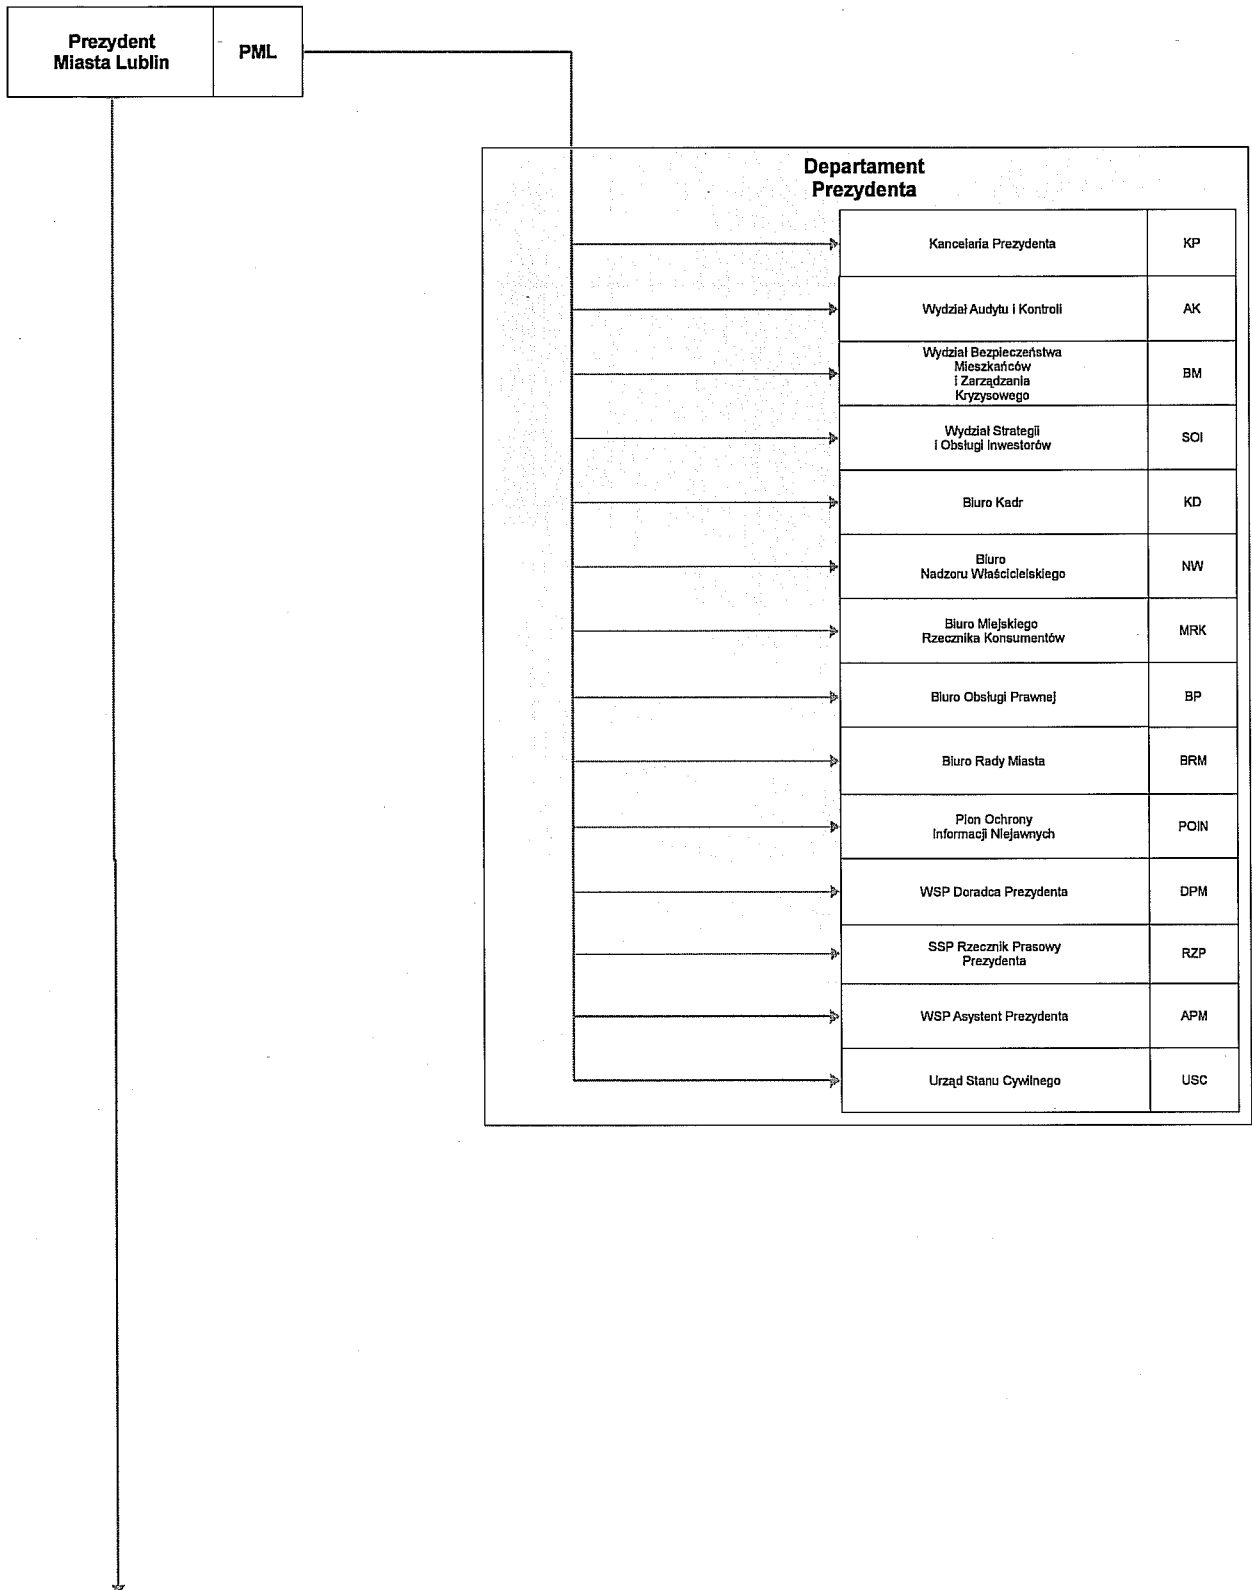 Prezydent
Miasta Lublin
PML
Departament
Prezydenta
Kancelaria Prezydenta
KP
Wydział Audytu i Kontroli
AK
Wydział Bezpieczeństwa
Mieszkańców
i Zarządzania
Kryzysowego
BM
Wydział Strategii
i Obsługi Inwestorów
SOI
Biuro Kadr
KD
Biuro
Nadzoru Właścicielskiego
NW
Biuro Miejskiego
Rzecznika Konsumentów
MRK
Biuro Obsługi Prawnej
BP
Biuro Rady Miasta
BRM
Pion Ochrony
Informacji Niejawnych
POIN
WSP Doradca Prezydenta
DPM
SSP Rzecznik Prasowy
Prezydenta
RZP
WSP Asystent Prezydenta
APM
Urząd Stanu Cywilnego
USC